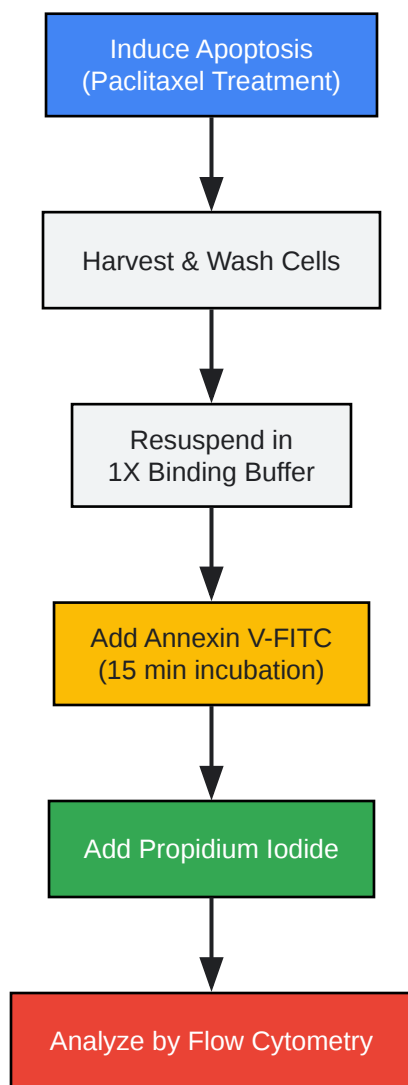 Induce Apoptosis
(Paclitaxel Treatment)
Harvest & Wash Cells
Resuspend in
1X Binding Buffer
Add Annexin V-FITC
(15 min incubation)
Add Propidium Iodide
Analyze by Flow Cytometry